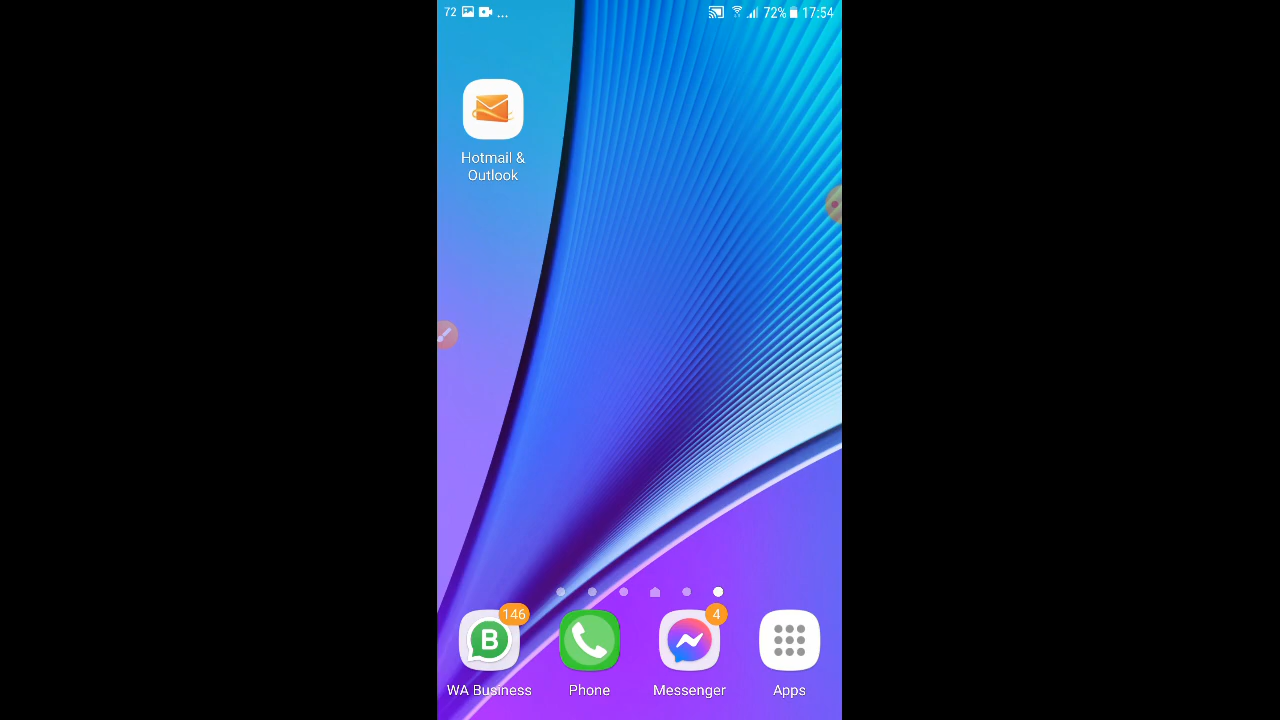 72 ... 72% 17:54
Hotmail &
Outlook
146 4
B
WA Business Phone Messenger Apps